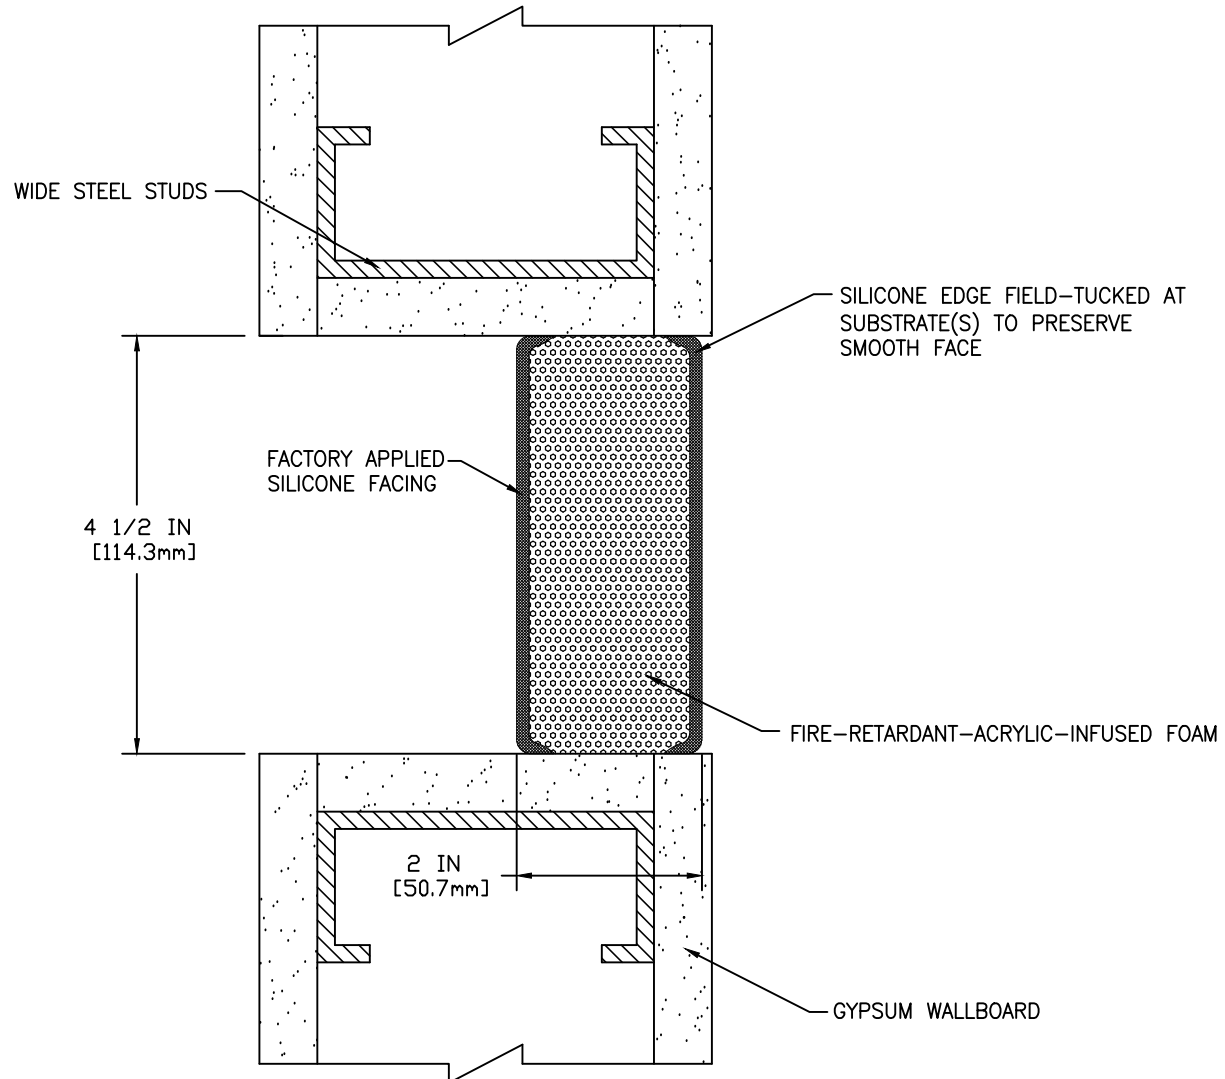 WIDE STEEL STUDS
SILICONE EDGE FIELD-TUCKED AT
SUBSTRATE(S) TO PRESERVE
SMOOTH FACE
FACTORY APPLIED
SILICONE FACING
4 1/2 IN
[114.3mm]
FIRE-RETARDANT-ACRYLIC-INFUSED FOAM
2 IN
[50.7mm]
GYPSUM WALLBOARD